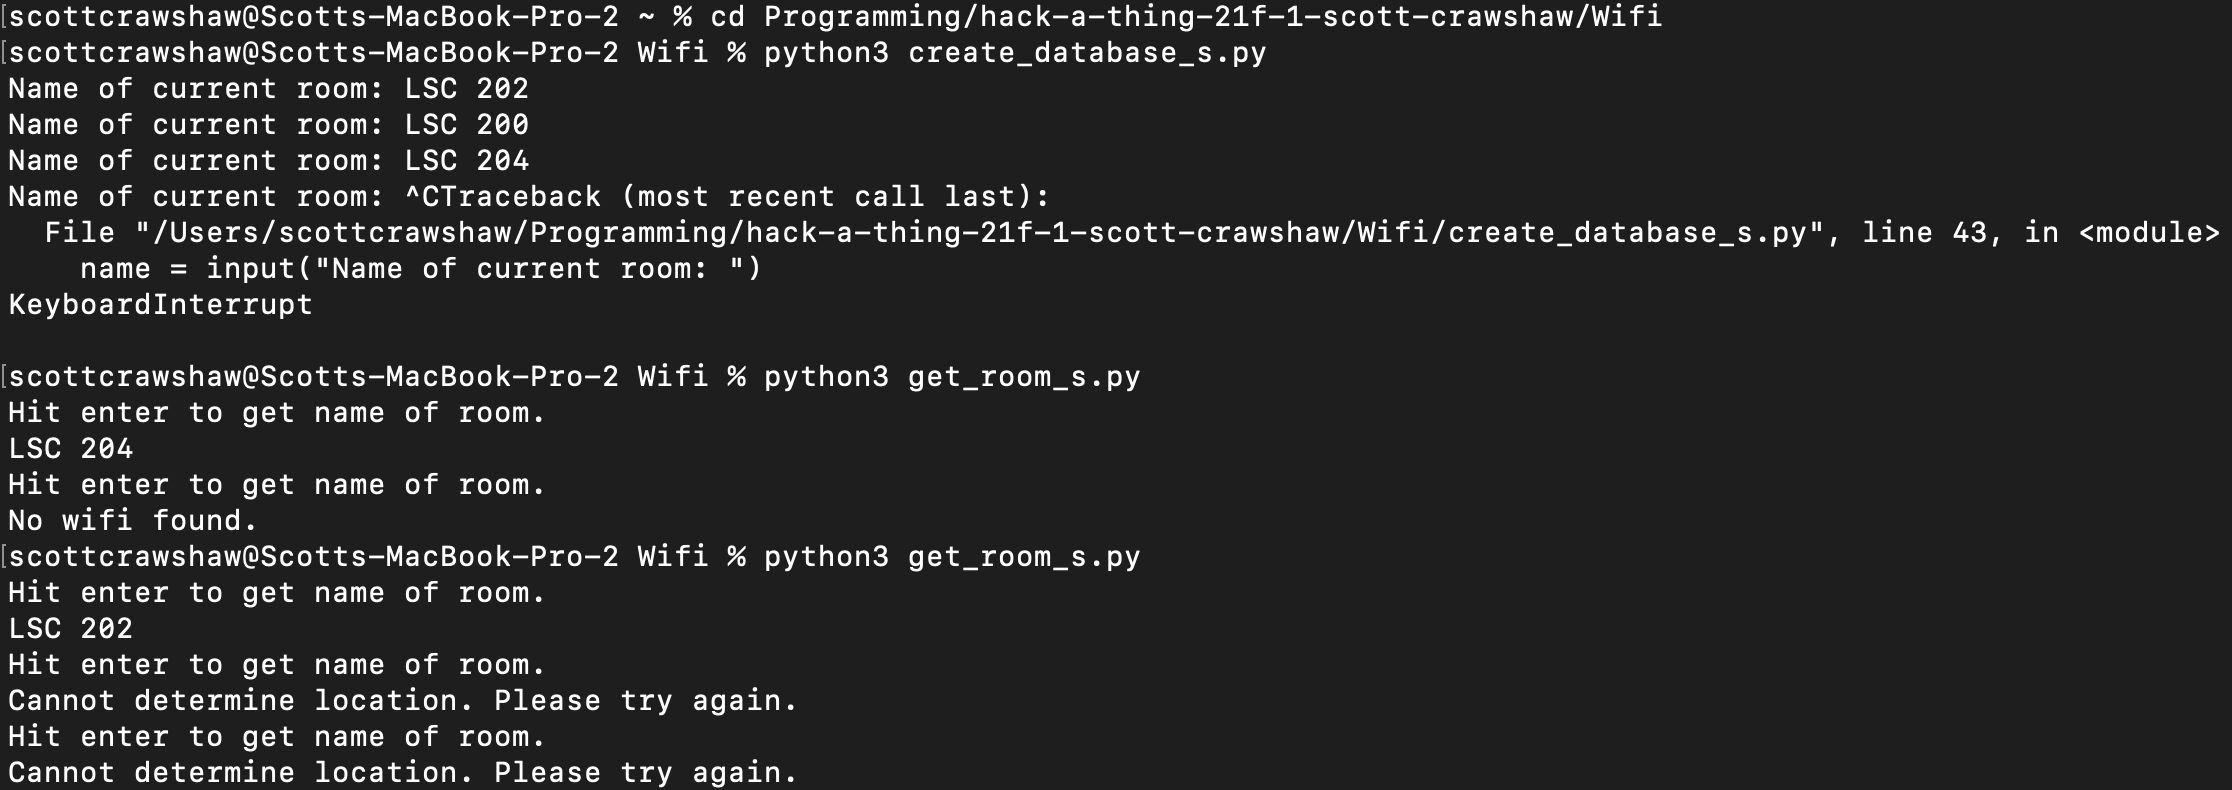 [scottcrawshaw@Scotts-MacBook-Pro-2 ~ % cd Programming/hack-a-thing-21f-1-scott-crawshaw/Wifi
[scottcrawshaw@Scotts-MacBook-Pro-2 Wifi % python3 create_database_s.py
Name of current room: LSC 202
Name of current room: LSC 200
Name of current room: LSC 204
Name of current room: ^CTraceback (most recent call last):
  File "/Users/scottcrawshaw/Programming/hack-a-thing-21f-1-scott-crawshaw/Wifi/create_database_s.py", line 43, in <module>
    name = input("Name of current room: ")
KeyboardInterrupt

[scottcrawshaw@Scotts-MacBook-Pro-2 Wifi % python3 get_room_s.py
Hit enter to get name of room.
LSC 204
Hit enter to get name of room.
No wifi found.
[scottcrawshaw@Scotts-MacBook-Pro-2 Wifi % python3 get_room_s.py
Hit enter to get name of room.
LSC 202
Hit enter to get name of room.
Cannot determine location. Please try again.
Hit enter to get name of room.
Cannot determine location. Please try again.